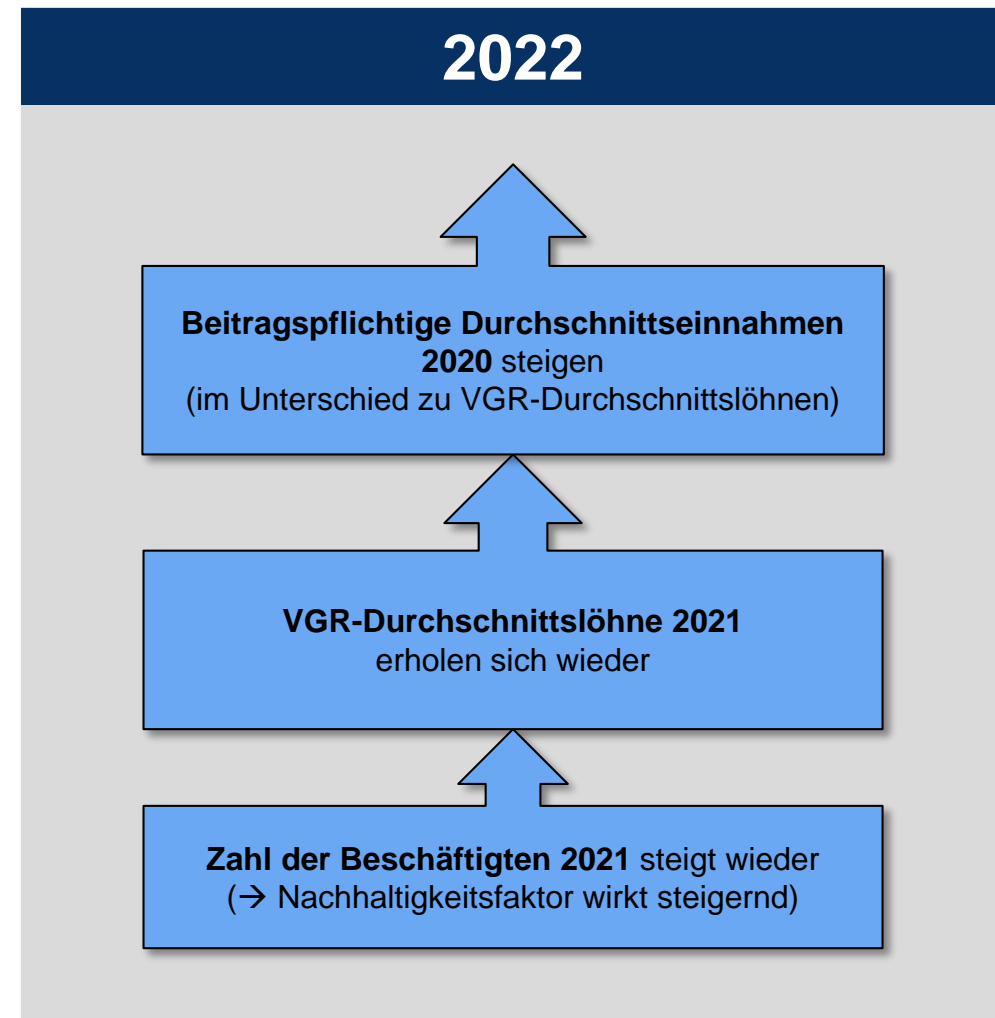 2022
Beitragspflichtige Durchschnittseinnahmen
2020 steigen
(im Unterschied zu VGR-Durchschnittslöhnen)
VGR-Durchschnittslöhne 2021
erholen sich wieder
Zahl der Beschäftigten 2021 steigt wieder
(→ Nachhaltigkeitsfaktor wirkt steigernd)